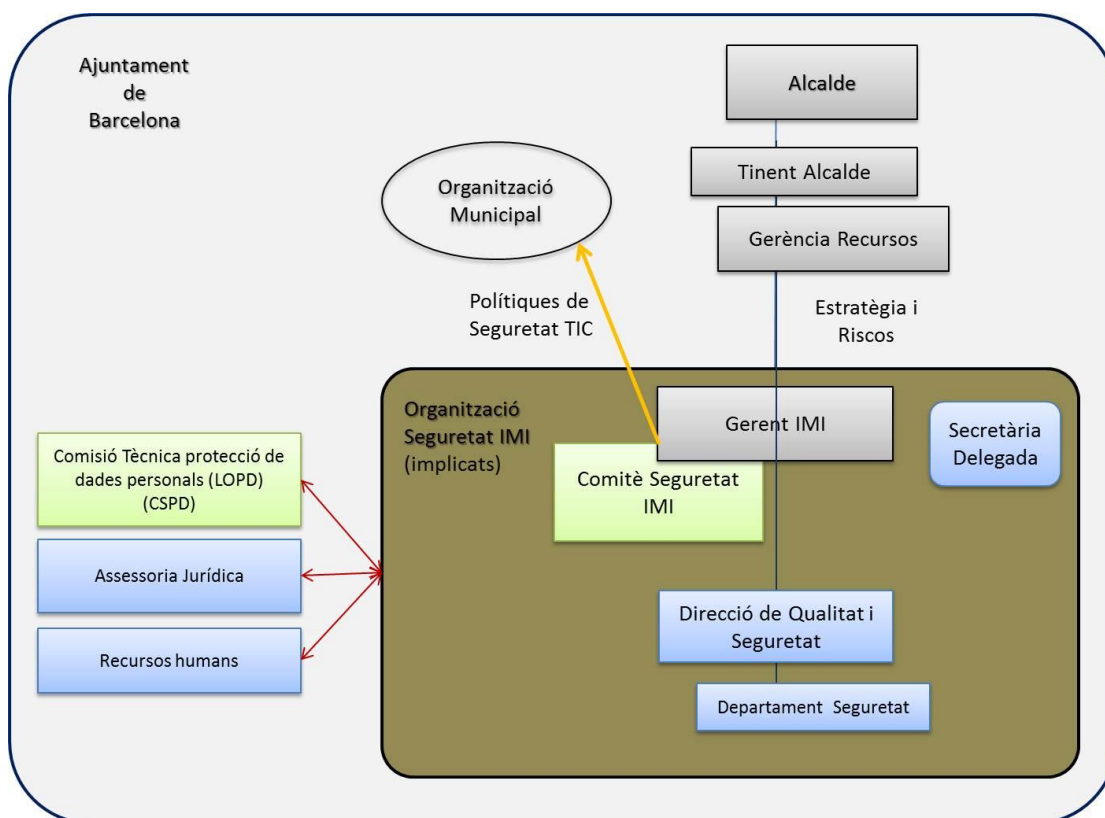 Ajuntament
de
Barcelona
Alcalde
Tinent Alcalde
Organització
Municipal
Gerència Recursos
Polítiques de
Seguretat TIC
Estratègia i
Riscos
Organització
Seguretat IMI
(implicats)
Gerent IMI
Secretària
Delegada
Comitè Seguretat
IMI
Comisió Tècnica protecció de
dades personals (LOPD)
(CSPD)
Assessoria Jurídica
Recursos humans
Direcció de Qualitat i
Seguretat
Departament Seguretat